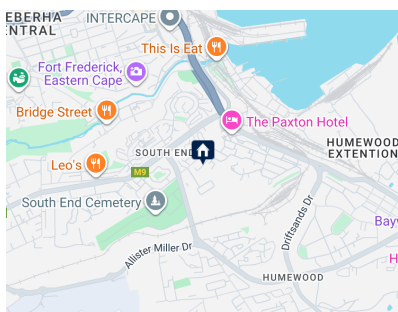 EBERHA
INTERCAPE
ENTRAL
This Is Eat
Fort Frederick,
Eastern Cape
Bridge Street
The Paxton Hotel
SOUTH END
HUMEWOOD
EXTENTION
Leo's
M9
South End Cemetery
Driftsands Dr
Bayw
Allister Miller Dr
H
HUMEWOOD